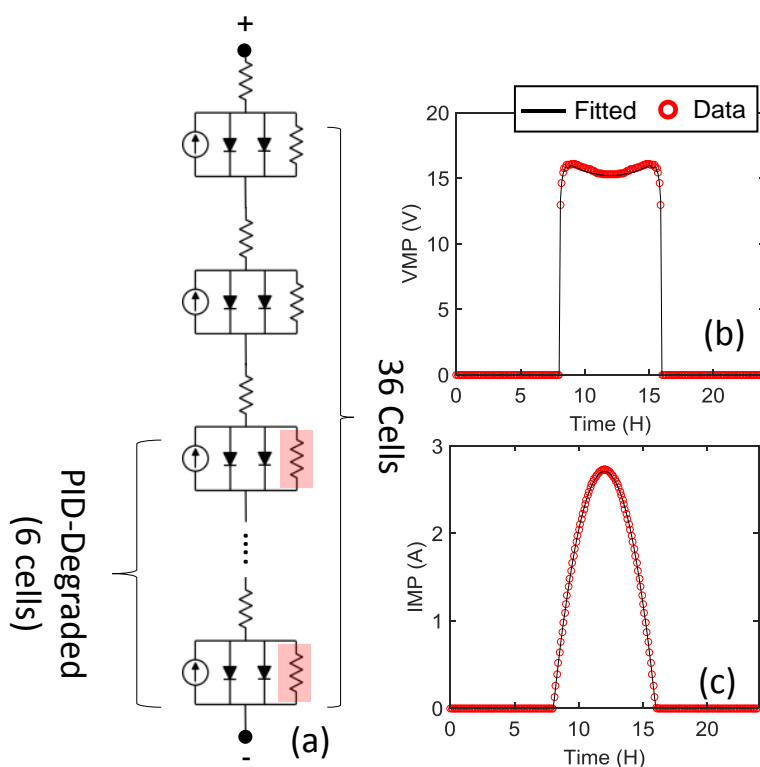 +
36 Cells
PID-Degraded
(6 cells)
-
(a)
Fitted
Data
20
15
10
5
0
VMP (V)
0
5
10
15
20
Time (H)
(b)
3
2
1
0
IMP (A)
0
5
10
15
20
Time (H)
(c)